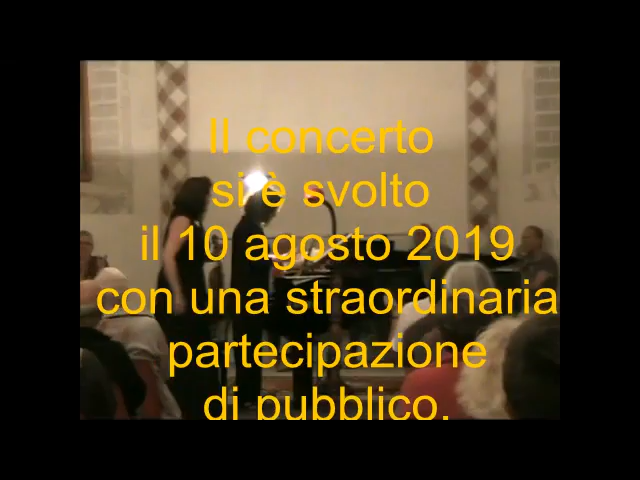 Il concerto
si è svolto
il 10 agosto 2019
con una straordinaria
partecipazione
di pubblico.